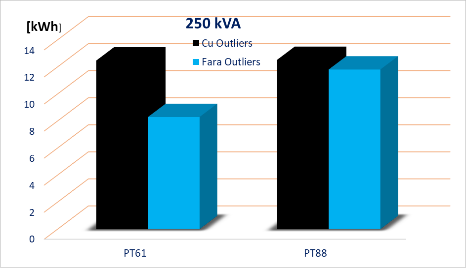 250 kVA
[kWh]
Cu Outliers
Fara Outliers
14
12
10
8
6
4
2
0
PT61
PT88